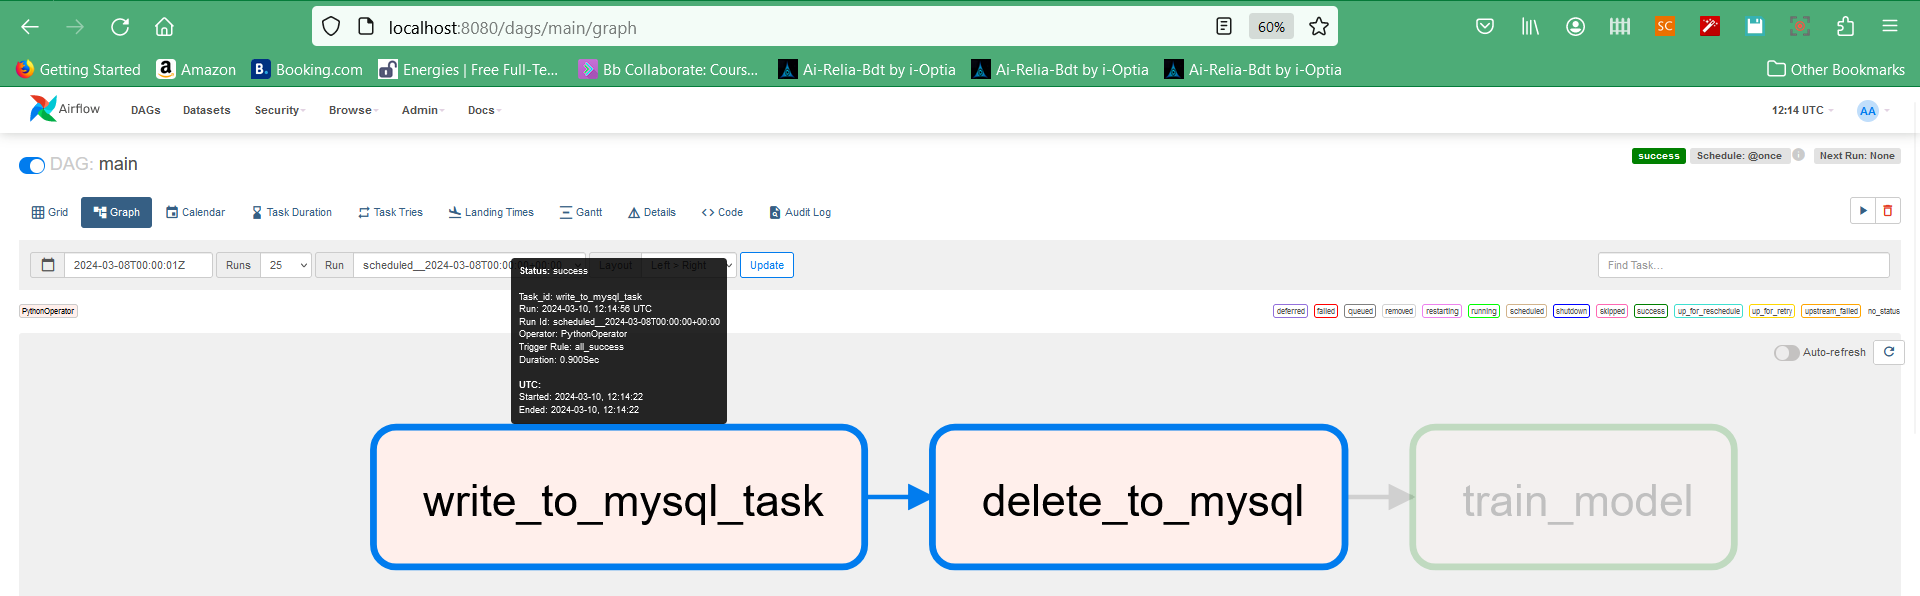 localhost:8080/dags/main/graph
60%
SC
Getting Started
Amazon
B. Booking.com
Energies | Free Full-Te...
Bb Collaborate: Cours...
Ai-Relia-Bdt by i-Optia
Ai-Relia-Bdt by i-Optia
Ai-Relia-Bdt by i-Optia
Other Bookmarks
Airflow
DAGs
Datasets
Security
Browse
Admin
Docs
12:14 UTC
AA
DAG: main
success
Schedule: @once
Next Run: None
Grid
Graph
Calendar
Task Duration
Task Tries
Landing Times
Gantt
Details
Code
Audit Log
2024-03-08T00:00:01Z
Runs
25
Run
scheduled__2024-03-08T00:00:00+00:00
Layout
Left > Right
Update
Find Task...
Status: success
Task_id: write_to_mysql_task
Run: 2024-03-10, 12:14:56 UTC
Run Id: scheduled__2024-03-08T00:00:00+00:00
Operator: PythonOperator
Trigger Rule: all_success
Duration: 0.900Sec
UTC:
Started: 2024-03-10, 12:14:22
Ended: 2024-03-10, 12:14:22
PythonOperator
deferred
failed
queued
removed
restarting
running
scheduled
shutdown
skipped
success
up_for_reschedule
up_for_retry
upstream_failed
no_status
Auto-refresh
write_to_mysql_task
delete_to_mysql
train_model